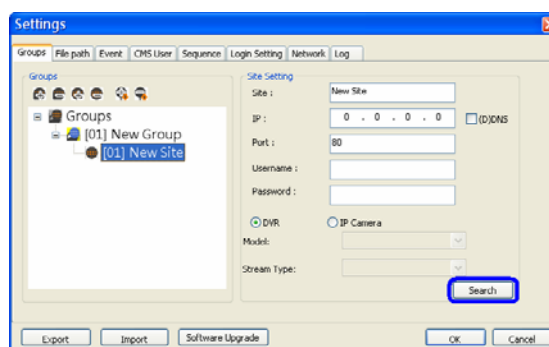 Settings
Groups File path Event CMS User Sequence Login Setting Network Log
Groups
Groups
[01] New Group
[01] New Site
Site Setting
Site : New Site
IP : 0 . 0 . 0 . 0 (D)DNS
Port : 80
Username :
Password :
DVR IP Camera
Model:
Stream Type:
Search
Export Import Software Upgrade OK Cancel